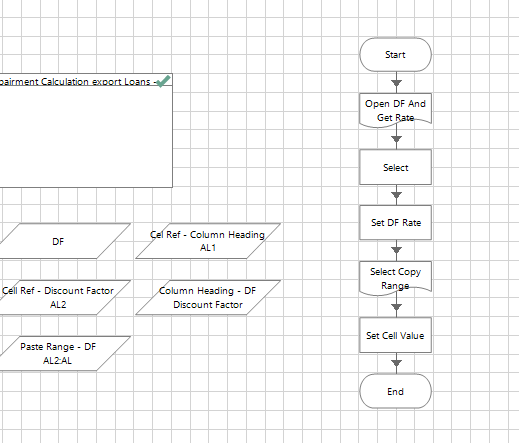 pairment Calculation export Loans -
DF
Cel Ref - Column Heading
AL1
Cell Ref - Discount Factor
AL2
Column Heading - DF
Discount Factor
Paste Range - DF
AL2:AL
Start
Open DF And
Get Rate
Select
Set DF Rate
Select Copy
Range
Set Cell Value
End